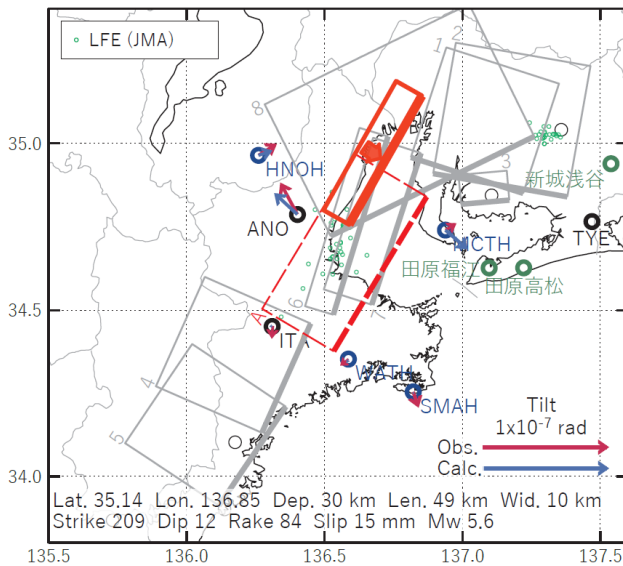 LFE (JMA)
1
2
8
3
35.0
HNOH
新城浅谷
ANO
MCTH
TYE
田原福江
田原高松
34.5
A
6
7
ITA
WATH
4
SMAH
Tilt
1x10⁻⁷ rad
5
Obs.
Calc.
34.0
Lat. 35.14 Lon. 136.85 Dep. 30 km Len. 49 km Wid. 10 km
Strike 209 Dip 12 Rake 84 Slip 15 mm Mw 5.6
135.5 136.0 136.5 137.0 137.5